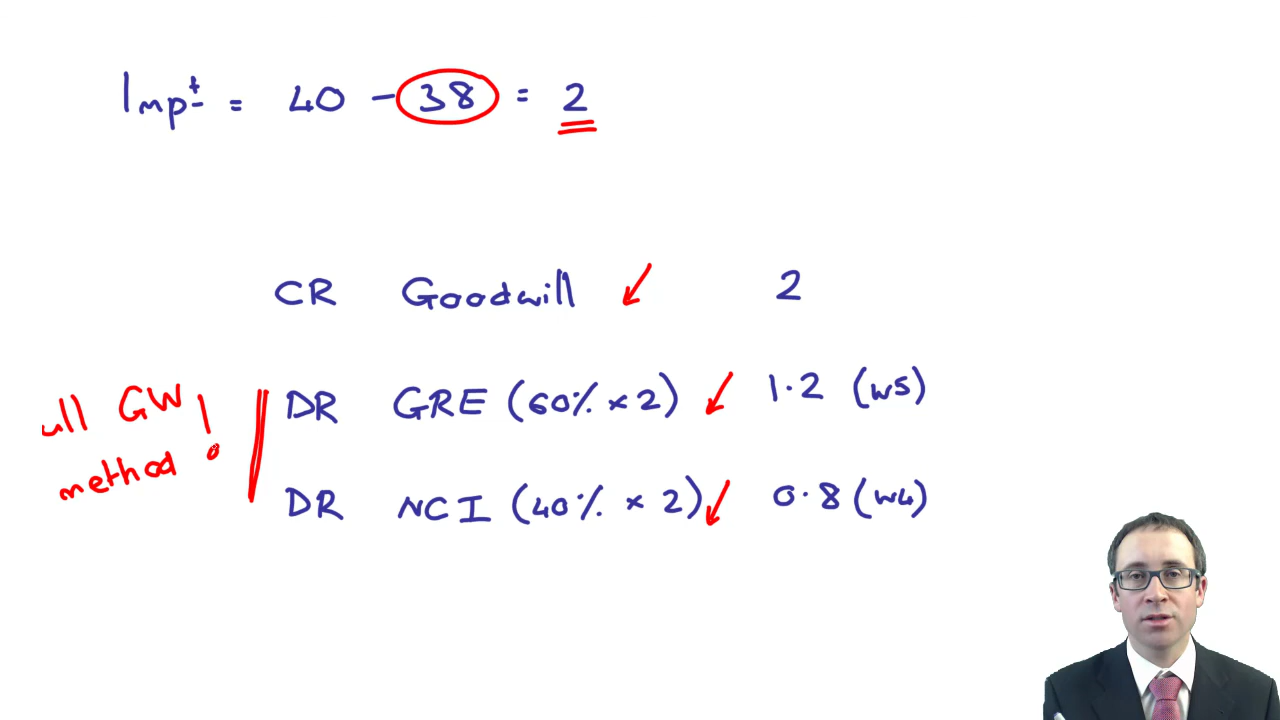 Impt = 40 - 38 = 2
CR Goodwill ↙ 2
DR GRE (60% x 2) ↙ 1.2 (W5)
DR NCI (40% x 2) ↙ 0.8 (W4)
ull GW
method !